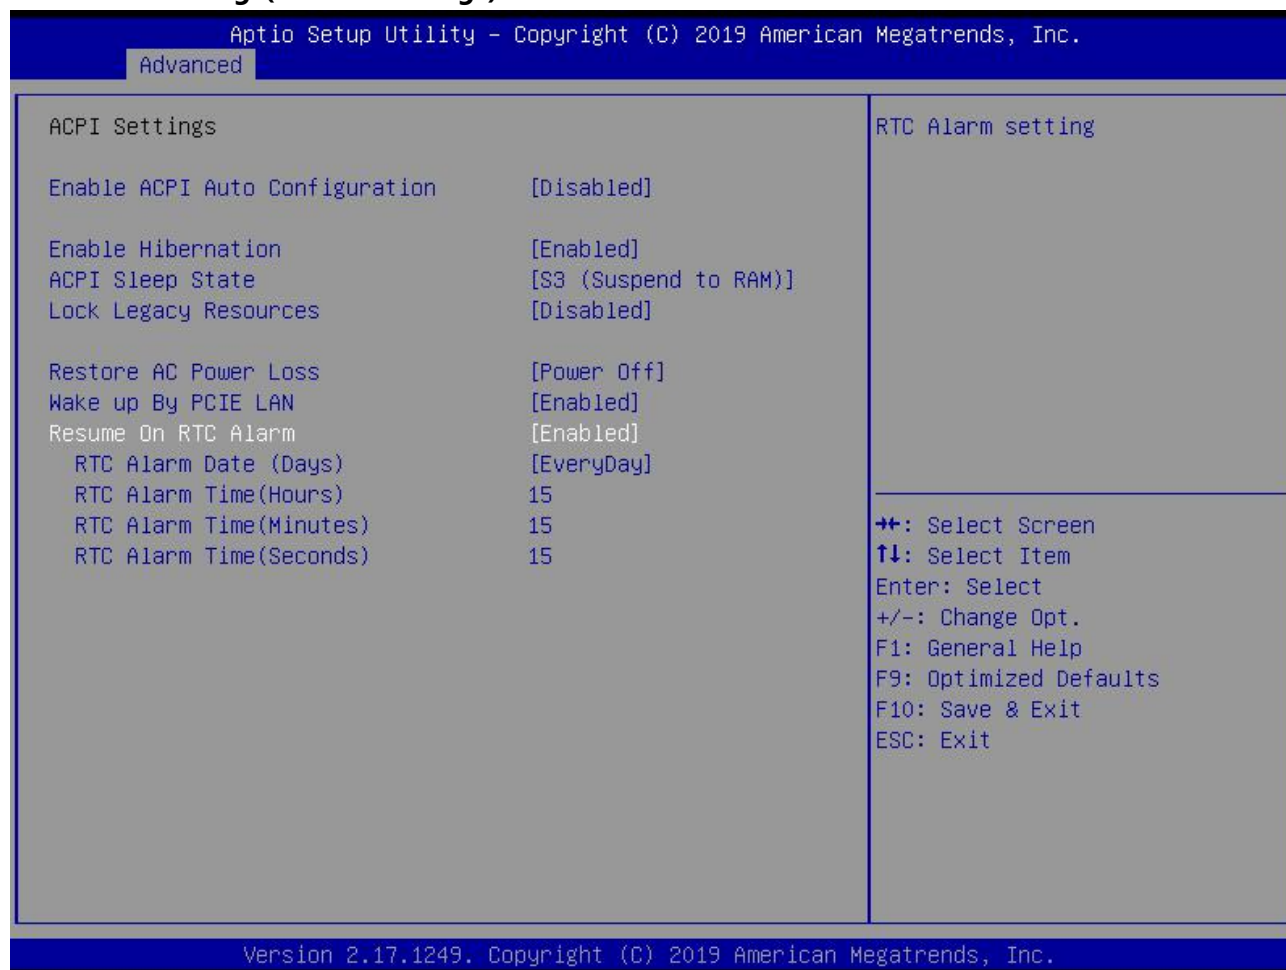 Aptio Setup Utility – Copyright (C) 2019 American Megatrends, Inc.
Advanced
ACPI Settings
Enable ACPI Auto Configuration [Disabled]
Enable Hibernation [Enabled]
ACPI Sleep State [S3 (Suspend to RAM)]
Lock Legacy Resources [Disabled]
Restore AC Power Loss [Power Off]
Wake up By PCIE LAN [Enabled]
Resume On RTC Alarm [Enabled]
RTC Alarm Date (Days) [EveryDay]
RTC Alarm Time(Hours) 15
RTC Alarm Time(Minutes) 15
RTC Alarm Time(Seconds) 15
RTC Alarm setting
→←: Select Screen
↑↓: Select Item
Enter: Select
+/-: Change Opt.
F1: General Help
F9: Optimized Defaults
F10: Save & Exit
ESC: Exit
Version 2.17.1249. Copyright (C) 2019 American Megatrends, Inc.